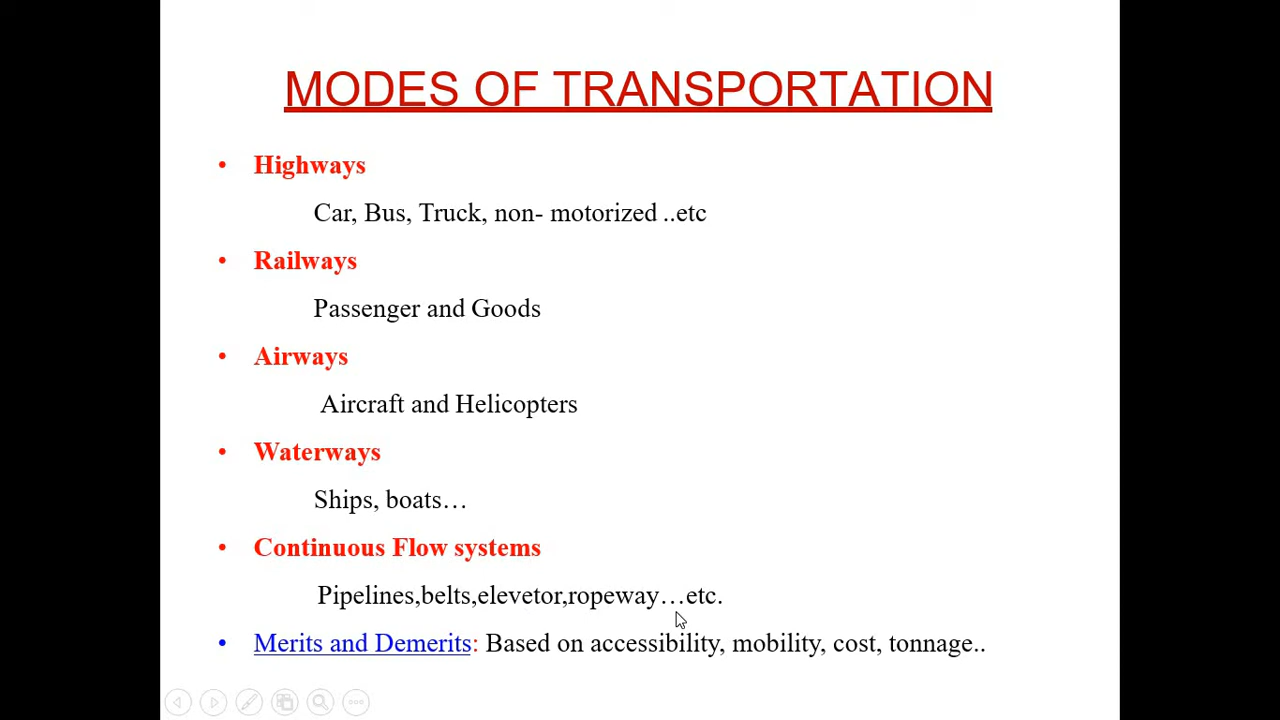 MODES OF TRANSPORTATION
• Highways
Car, Bus, Truck, non- motorized ..etc
• Railways
Passenger and Goods
• Airways
Aircraft and Helicopters
• Waterways
Ships, boats…
• Continuous Flow systems
Pipelines,belts,elevetor,ropeway…etc.
• Merits and Demerits: Based on accessibility, mobility, cost, tonnage..